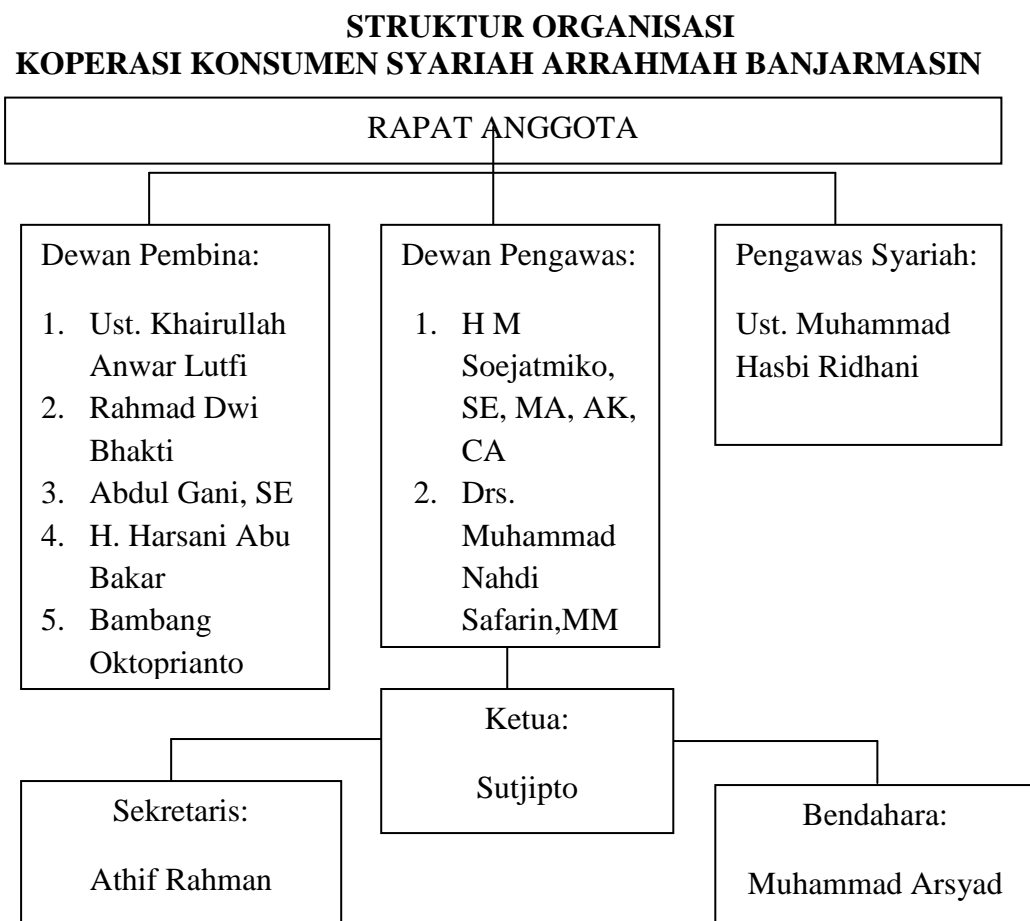 STRUKTUR ORGANISASI
KOPERASI KONSUMEN SYARIAH ARRAHMAH BANJARMASIN
RAPAT ANGGOTA
Dewan Pembina:
1. Ust. Khairullah
Anwar Lutfi
2. Rahmad Dwi
Bhakti
3. Abdul Gani, SE
4. H. Harsani Abu
Bakar
5. Bambang
Oktoprianto
Dewan Pengawas:
1. H M
Soejatmiko,
SE, MA, AK,
CA
2. Drs.
Muhammad
Nahdi
Safarin,MM
Pengawas Syariah:
Ust. Muhammad
Hasbi Ridhani
Ketua:
Sutjipto
Sekretaris:
Athif Rahman
Bendahara:
Muhammad Arsyad